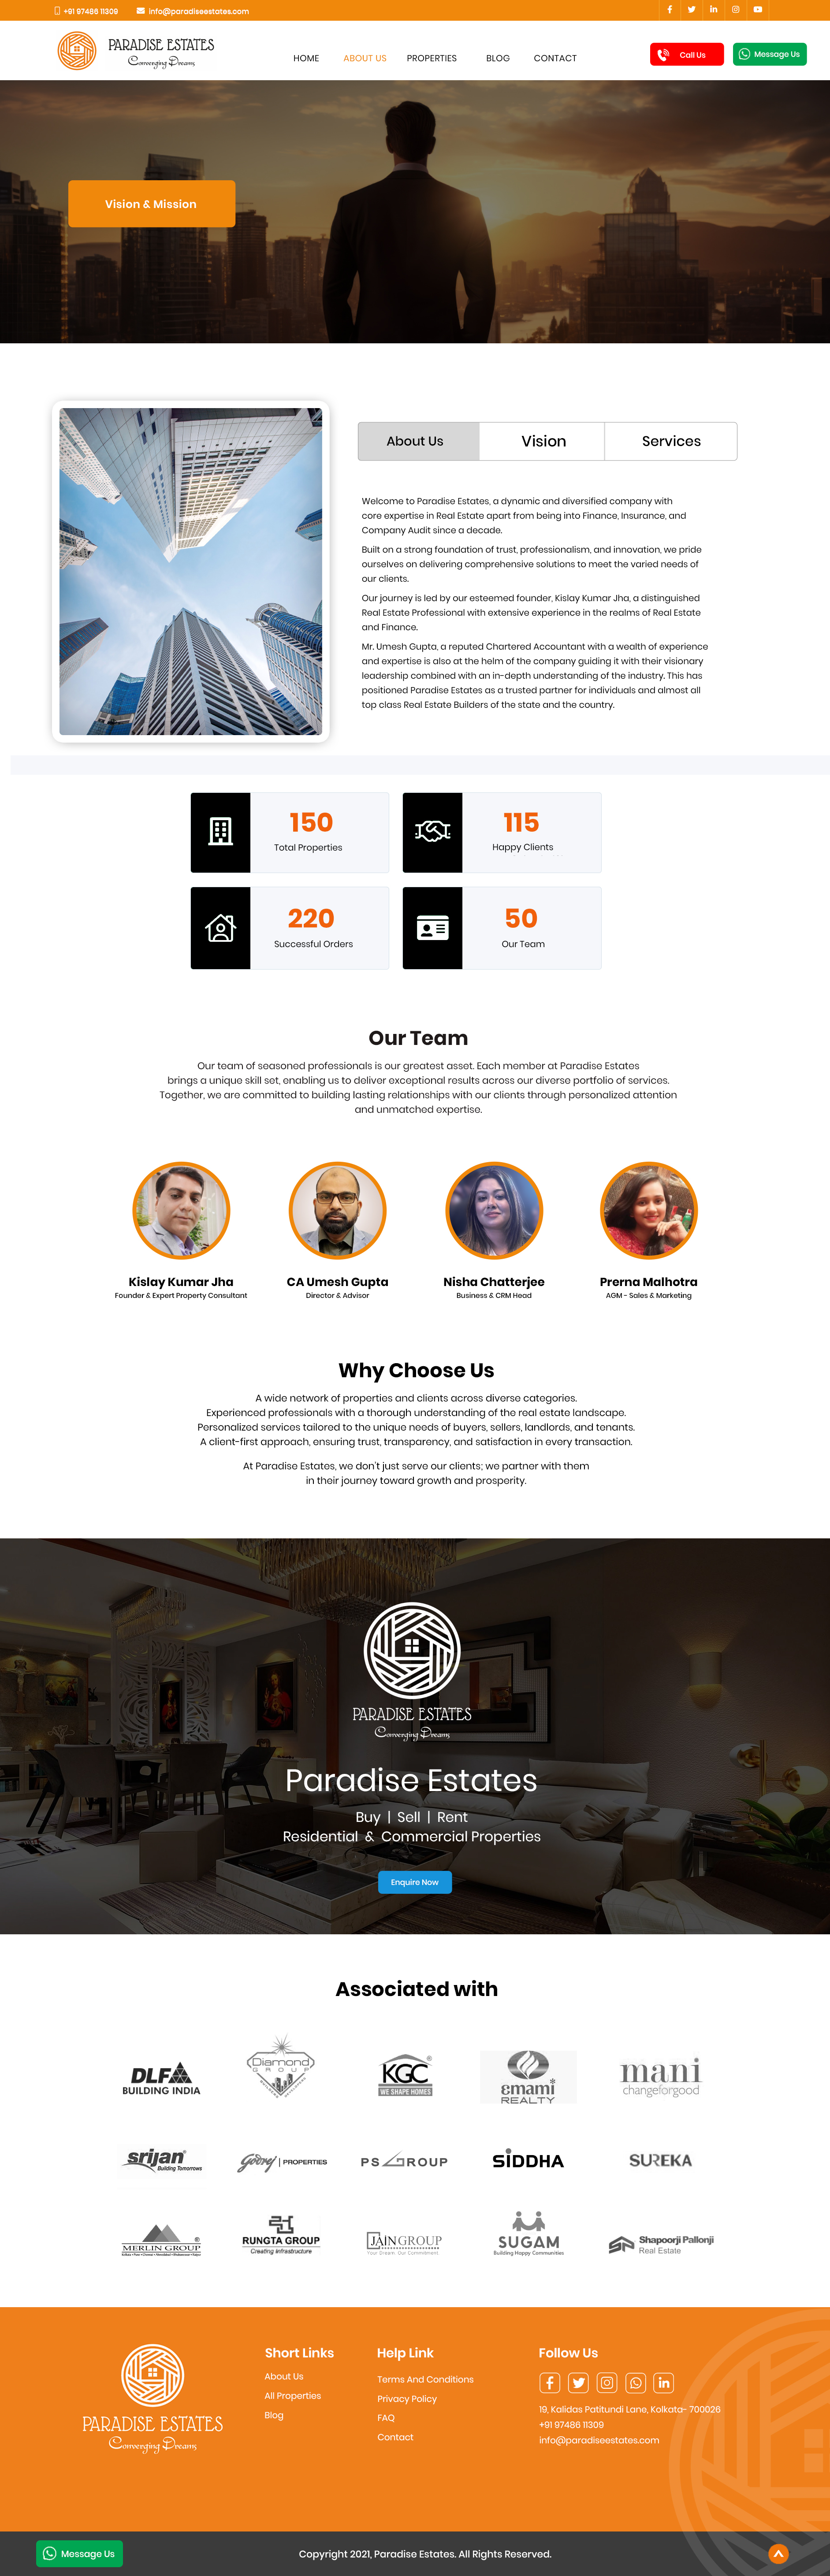 +91 97486 11309 info@paradiseestates.com
PARADISE ESTATES
Converging Dreams
HOME ABOUT US PROPERTIES BLOG CONTACT
Call Us
Message Us
Vision & Mission
About Us Vision Services
Welcome to Paradise Estates, a dynamic and diversified company with
core expertise in Real Estate apart from being into Finance, Insurance, and
Company Audit since a decade.
Built on a strong foundation of trust, professionalism, and innovation, we pride
ourselves on delivering comprehensive solutions to meet the varied needs of
our clients.
Our journey is led by our esteemed founder, Kislay Kumar Jha, a distinguished
Real Estate Professional with extensive experience in the realms of Real Estate
and Finance.
Mr. Umesh Gupta, a reputed Chartered Accountant with a wealth of experience
and expertise is also at the helm of the company guiding it with their visionary
leadership combined with an in-depth understanding of the industry. This has
positioned Paradise Estates as a trusted partner for individuals and almost all
top class Real Estate Builders of the state and the country.
150
Total Properties
115
Happy Clients
220
Successful Orders
50
Our Team
Our Team
Our team of seasoned professionals is our greatest asset. Each member at Paradise Estates
brings a unique skill set, enabling us to deliver exceptional results across our diverse portfolio of services.
Together, we are committed to building lasting relationships with our clients through personalized attention
and unmatched expertise.
Kislay Kumar Jha
Founder & Expert Property Consultant
CA Umesh Gupta
Director & Advisor
Nisha Chatterjee
Business & CRM Head
Prerna Malhotra
AGM - Sales & Marketing
Why Choose Us
A wide network of properties and clients across diverse categories.
Experienced professionals with a thorough understanding of the real estate landscape.
Personalized services tailored to the unique needs of buyers, sellers, landlords, and tenants.
A client-first approach, ensuring trust, transparency, and satisfaction in every transaction.
At Paradise Estates, we don't just serve our clients; we partner with them
in their journey toward growth and prosperity.
PARADISE ESTATES
Converging Dreams
Paradise Estates
Buy | Sell | Rent
Residential & Commercial Properties
Enquire Now
Associated with
DLF
BUILDING INDIA
Diamond
GROUP
KGC
WE SHAPE HOMES
emami
REALTY
mani
changeforgood
srijan
Building Tomorrows
Godrej | PROPERTIES
PS GROUP
SIDDHA
SUREKA
MERLIN GROUP
RUNGTA GROUP
Creating Infrastructure
JAINGROUP
Your Dream. Our Commitment.
SUGAM
Building Happy Communities
Shapoorji Pallonji
Real Estate
PARADISE ESTATES
Converging Dreams
Short Links
About Us
All Properties
Blog
Help Link
Terms And Conditions
Privacy Policy
FAQ
Contact
Follow Us
19, Kalidas Patitundi Lane, Kolkata- 700026
+91 97486 11309
info@paradiseestates.com
Message Us
Copyright 2021, Paradise Estates. All Rights Reserved.